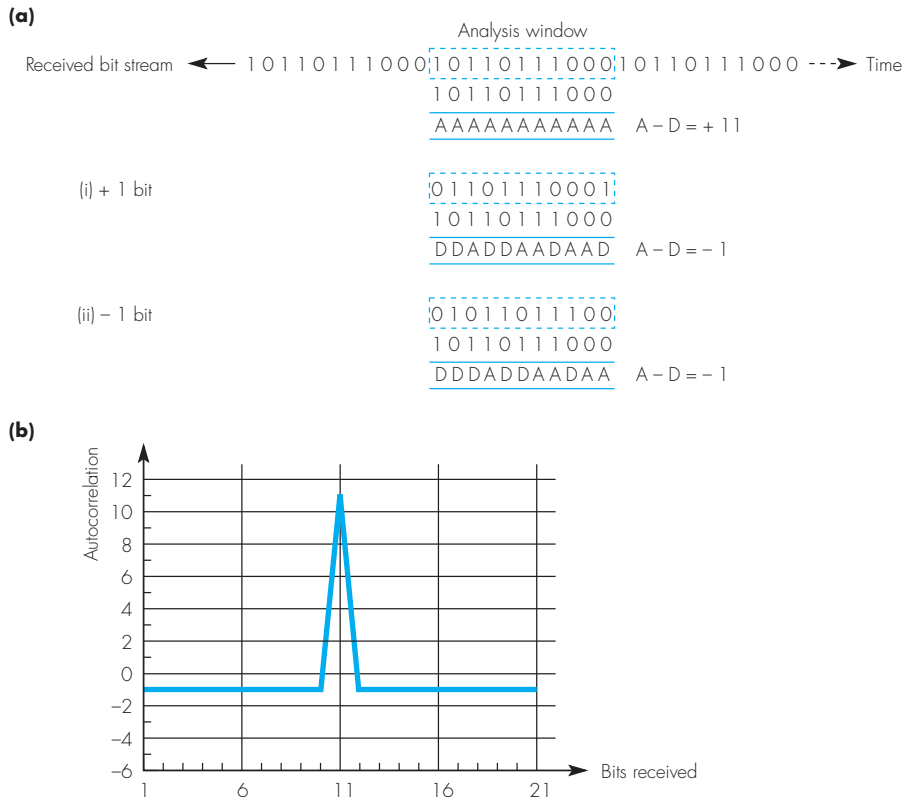 (a)
Analysis window
Received bit stream 1 0 1 1 0 1 1 1 0 0 0 1 0 1 1 0 1 1 1 0 0 0 1 0 1 1 0 1 1 1 0 0 0 Time
1 0 1 1 0 1 1 1 0 0 0
A A A A A A A A A A A A – D = + 11
(i) + 1 bit 0 1 1 0 1 1 1 0 0 0 1
1 0 1 1 0 1 1 1 0 0 0
D D A D D A A D A A D A – D = – 1
(ii) – 1 bit 0 1 0 1 1 0 1 1 1 0 0
1 0 1 1 0 1 1 1 0 0 0
D D D A D D A A D A A A – D = – 1
(b)
Autocorrelation
12
10
8
6
4
2
0
–2
–4
–6
1 6 11 16 21 Bits received